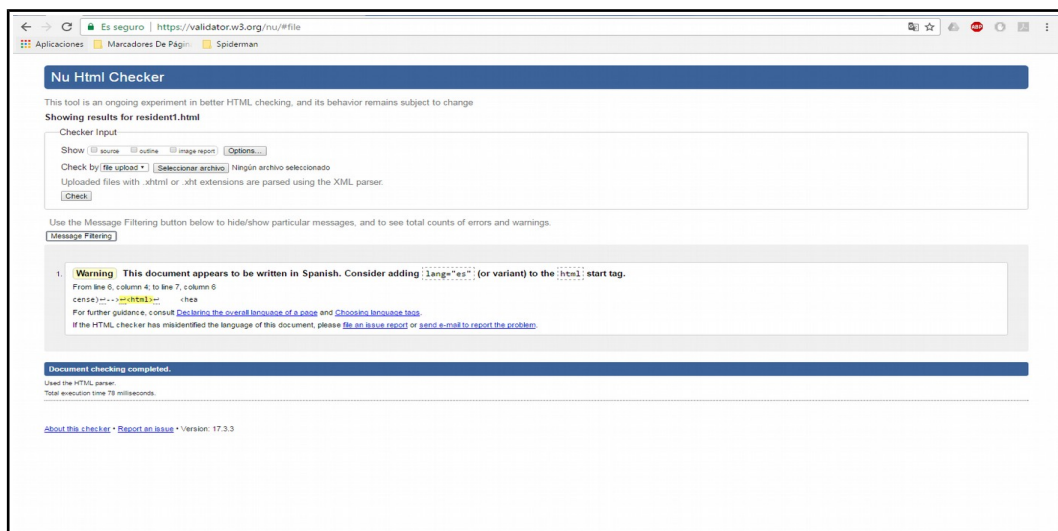 Es seguro | https://validator.w3.org/nu/#file
ABP
Aplicaciones Marcadores De Págin Spiderman
Nu Html Checker
This tool is an ongoing experiment in better HTML checking, and its behavior remains subject to change
Showing results for resident1.html
Checker Input
Show source outline image report Options...
Check by file upload Seleccionar archivo Ningún archivo seleccionado
Uploaded files with .xhtml or .xht extensions are parsed using the XML parser.
Check
Use the Message Filtering button below to hide/show particular messages, and to see total counts of errors and warnings.
Message Filtering
1. Warning This document appears to be written in Spanish. Consider adding lang="es" (or variant) to the html start tag.
From line 6, column 4; to line 7, column 6
cense)↩-->↩<html>↩ <hea
For further guidance, consult Declaring the overall language of a page and Choosing language tags.
If the HTML checker has misidentified the language of this document, please file an issue report or send e-mail to report the problem.
Document checking completed.
Used the HTML parser.
Total execution time 78 milliseconds.
About this checker • Report an issue • Version: 17.3.3